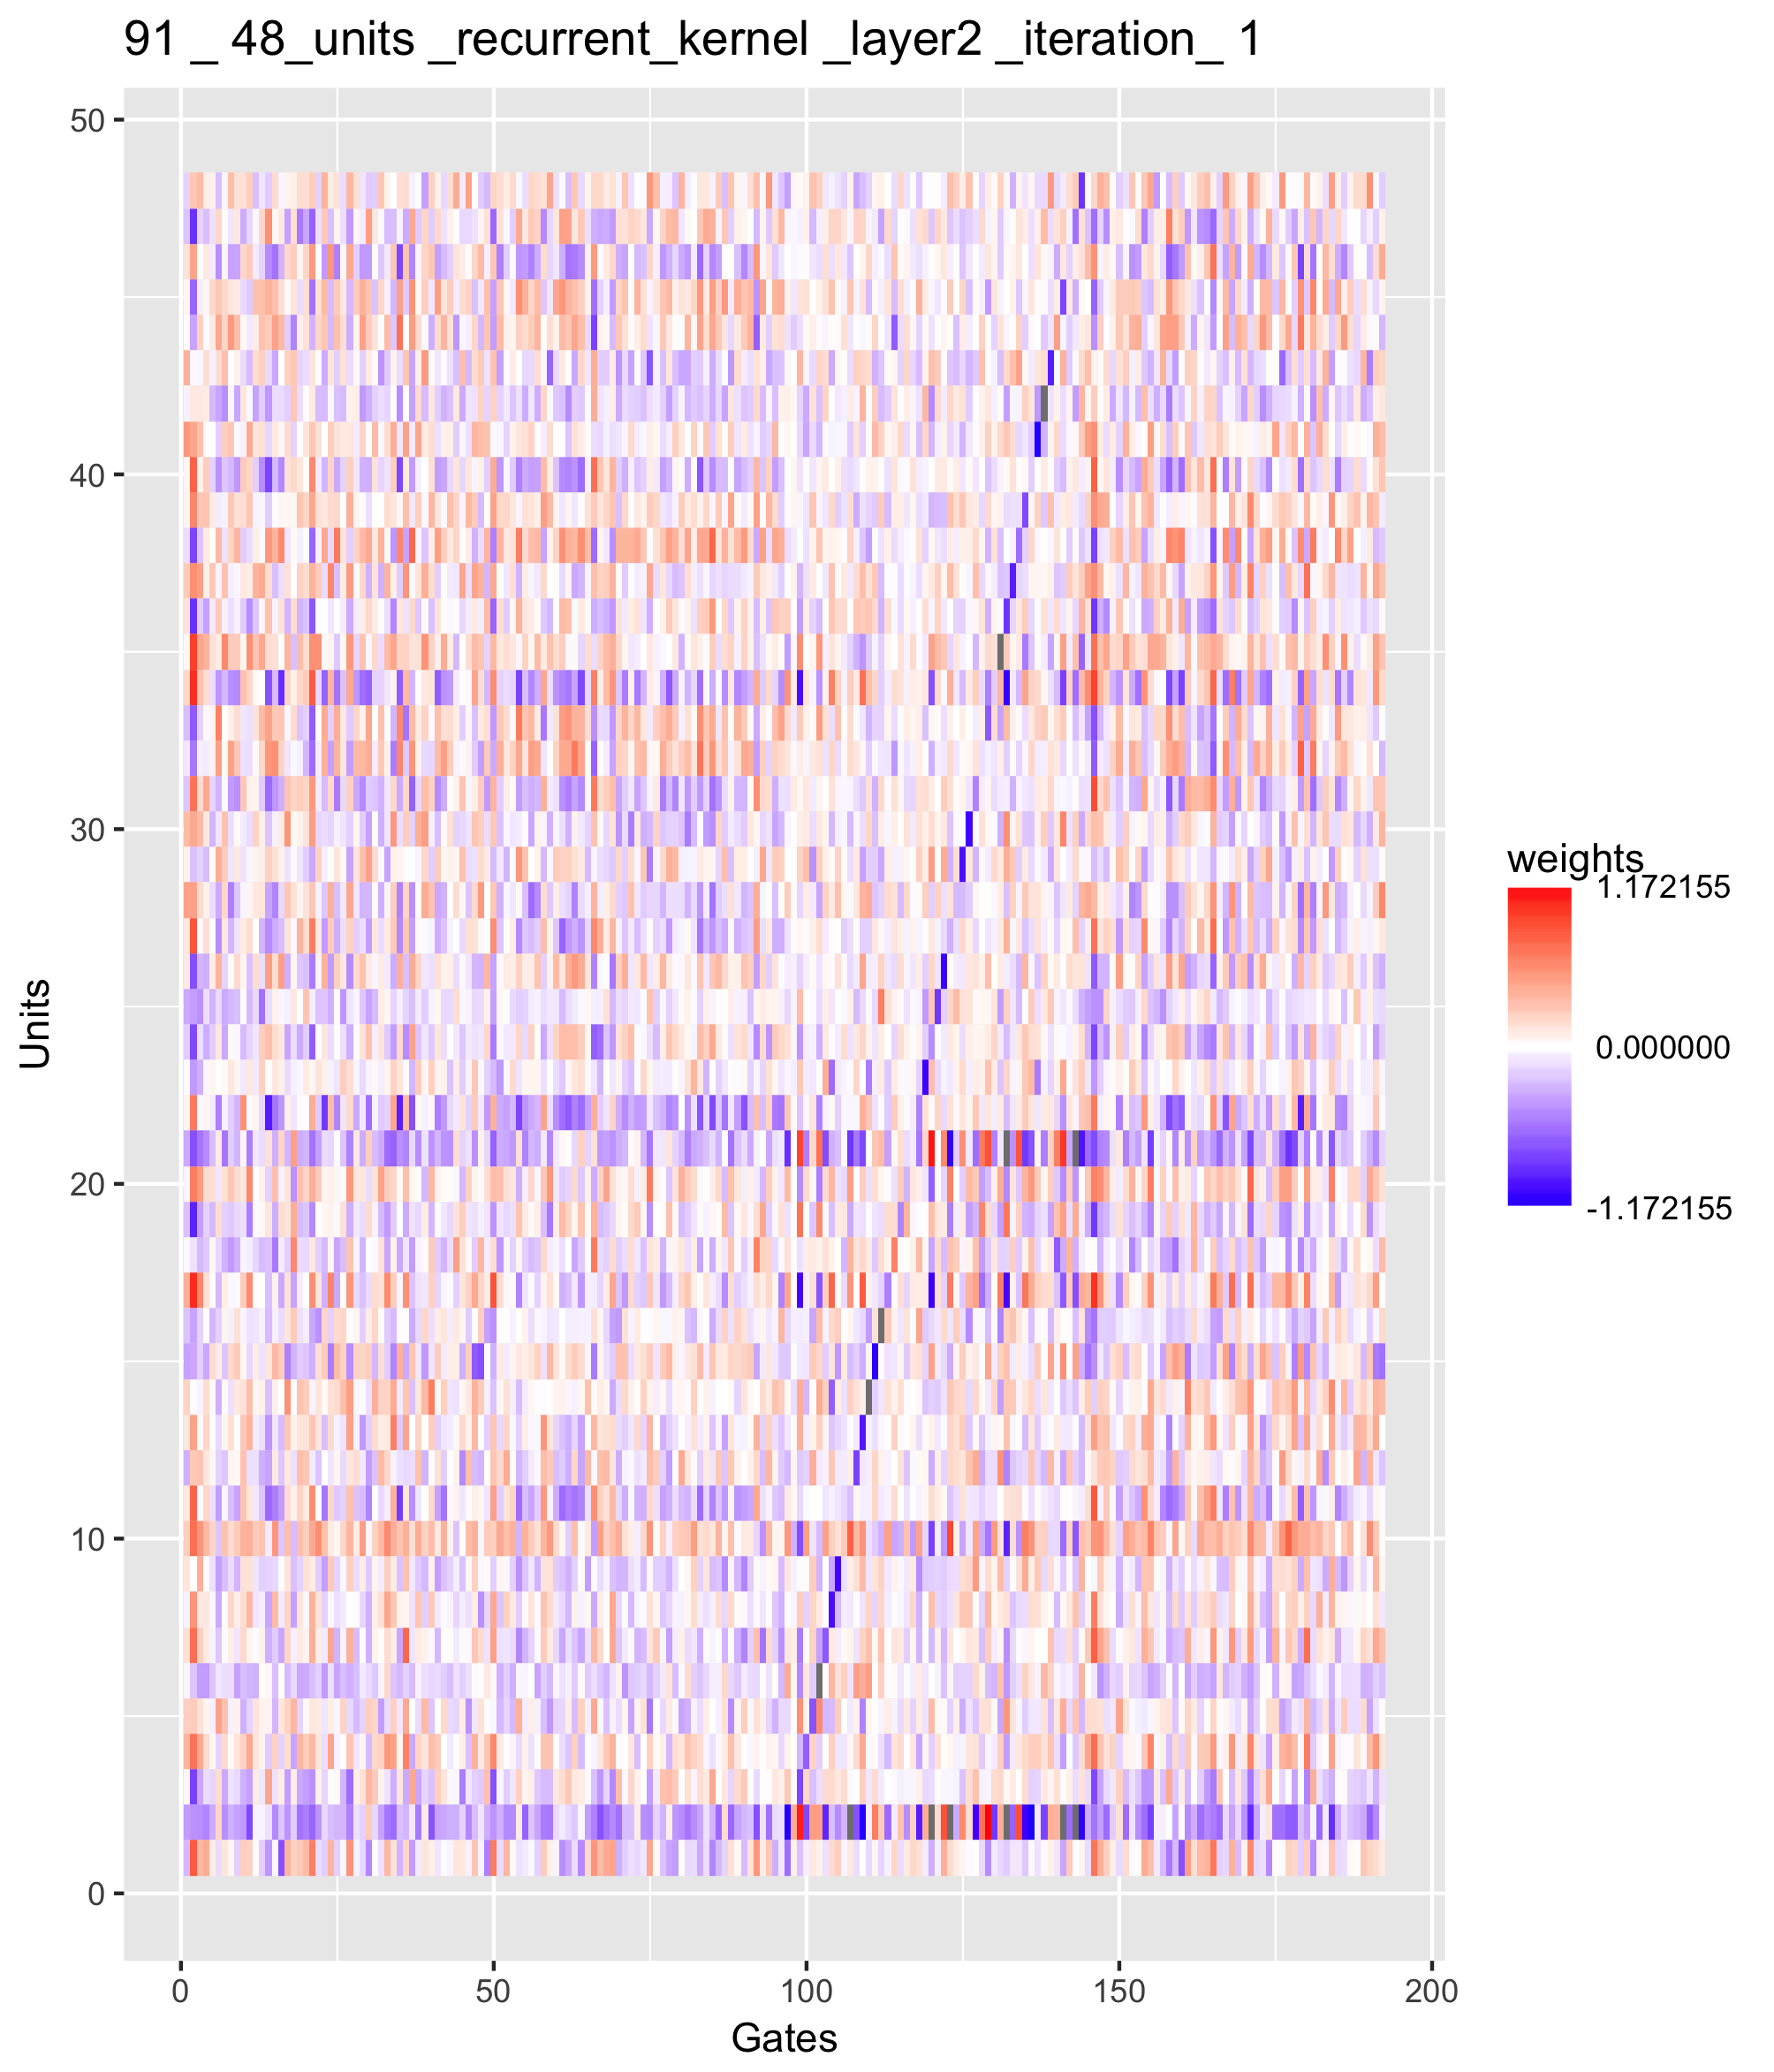 91 _ 48_units _recurrent_kernel _layer2 _iteration_ 1
50
40
30
20
10
0
Units
0 50 100 150 200
Gates
weights
1.172155
0.000000
-1.172155